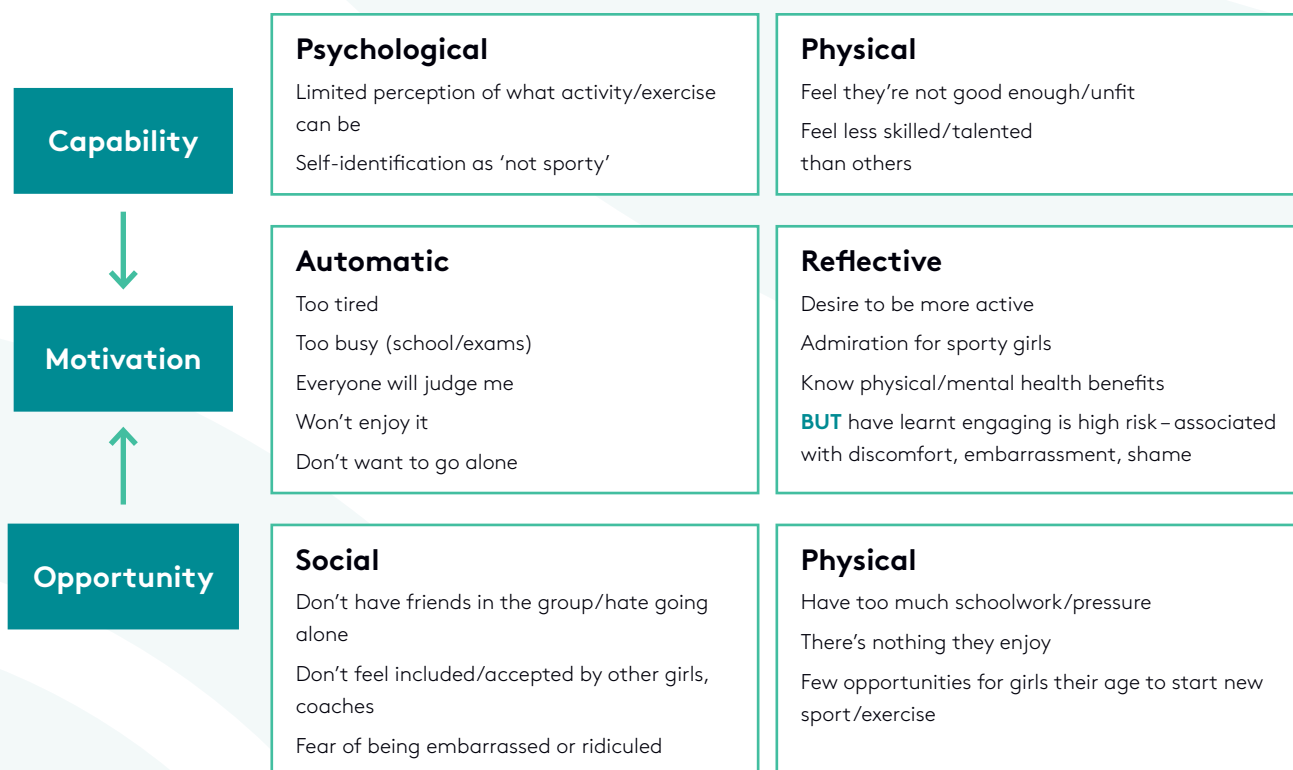 Capability
Psychological
Limited perception of what activity/exercise
can be
Self-identification as ‘not sporty’
Physical
Feel they’re not good enough/unfit
Feel less skilled/talented
than others
Motivation
Automatic
Too tired
Too busy (school/exams)
Everyone will judge me
Won’t enjoy it
Don’t want to go alone
Reflective
Desire to be more active
Admiration for sporty girls
Know physical/mental health benefits
BUT have learnt engaging is high risk – associated
with discomfort, embarrassment, shame
Opportunity
Social
Don’t have friends in the group/hate going
alone
Don’t feel included/accepted by other girls,
coaches
Fear of being embarrassed or ridiculed
Physical
Have too much schoolwork/pressure
There’s nothing they enjoy
Few opportunities for girls their age to start new
sport/exercise